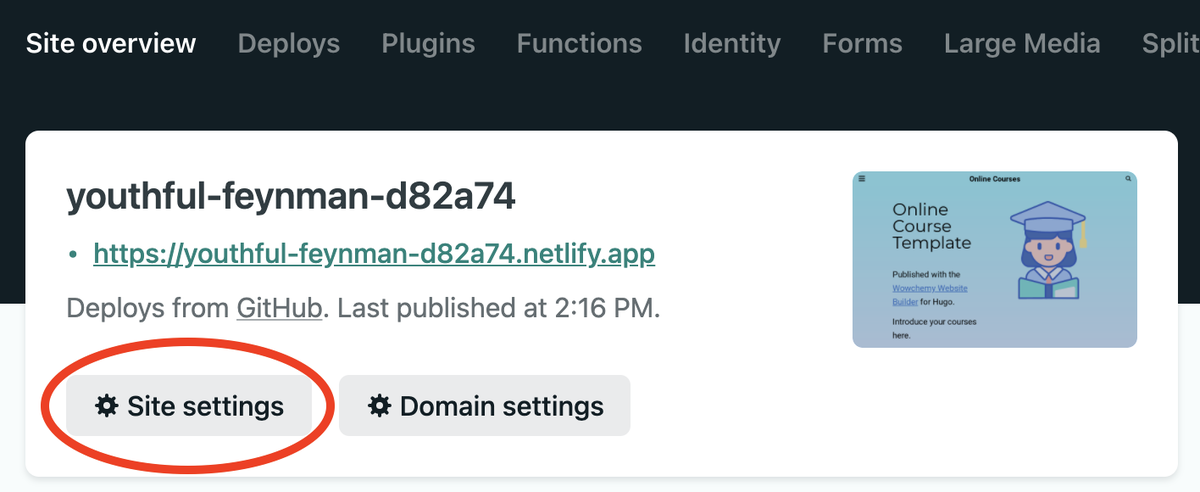 Site overview Deploys Plugins Functions Identity Forms Large Media Split
youthful-feynman-d82a74
• https://youthful-feynman-d82a74.netlify.app
Deploys from GitHub. Last published at 2:16 PM.
Site settings Domain settings
Online Courses
Online
Course
Template
Published with the
Wowchemy Website
Builder for Hugo.
Introduce your courses
here.